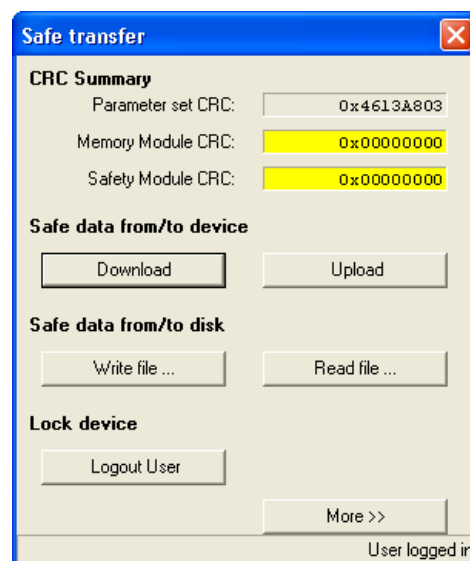 Safe transfer
CRC Summary
Parameter set CRC: 0x4613A803
Memory Module CRC: 0x00000000
Safety Module CRC: 0x00000000
Safe data from/to device
Download Upload
Safe data from/to disk
Write file ... Read file ...
Lock device
Logout User
More >>
User logged in